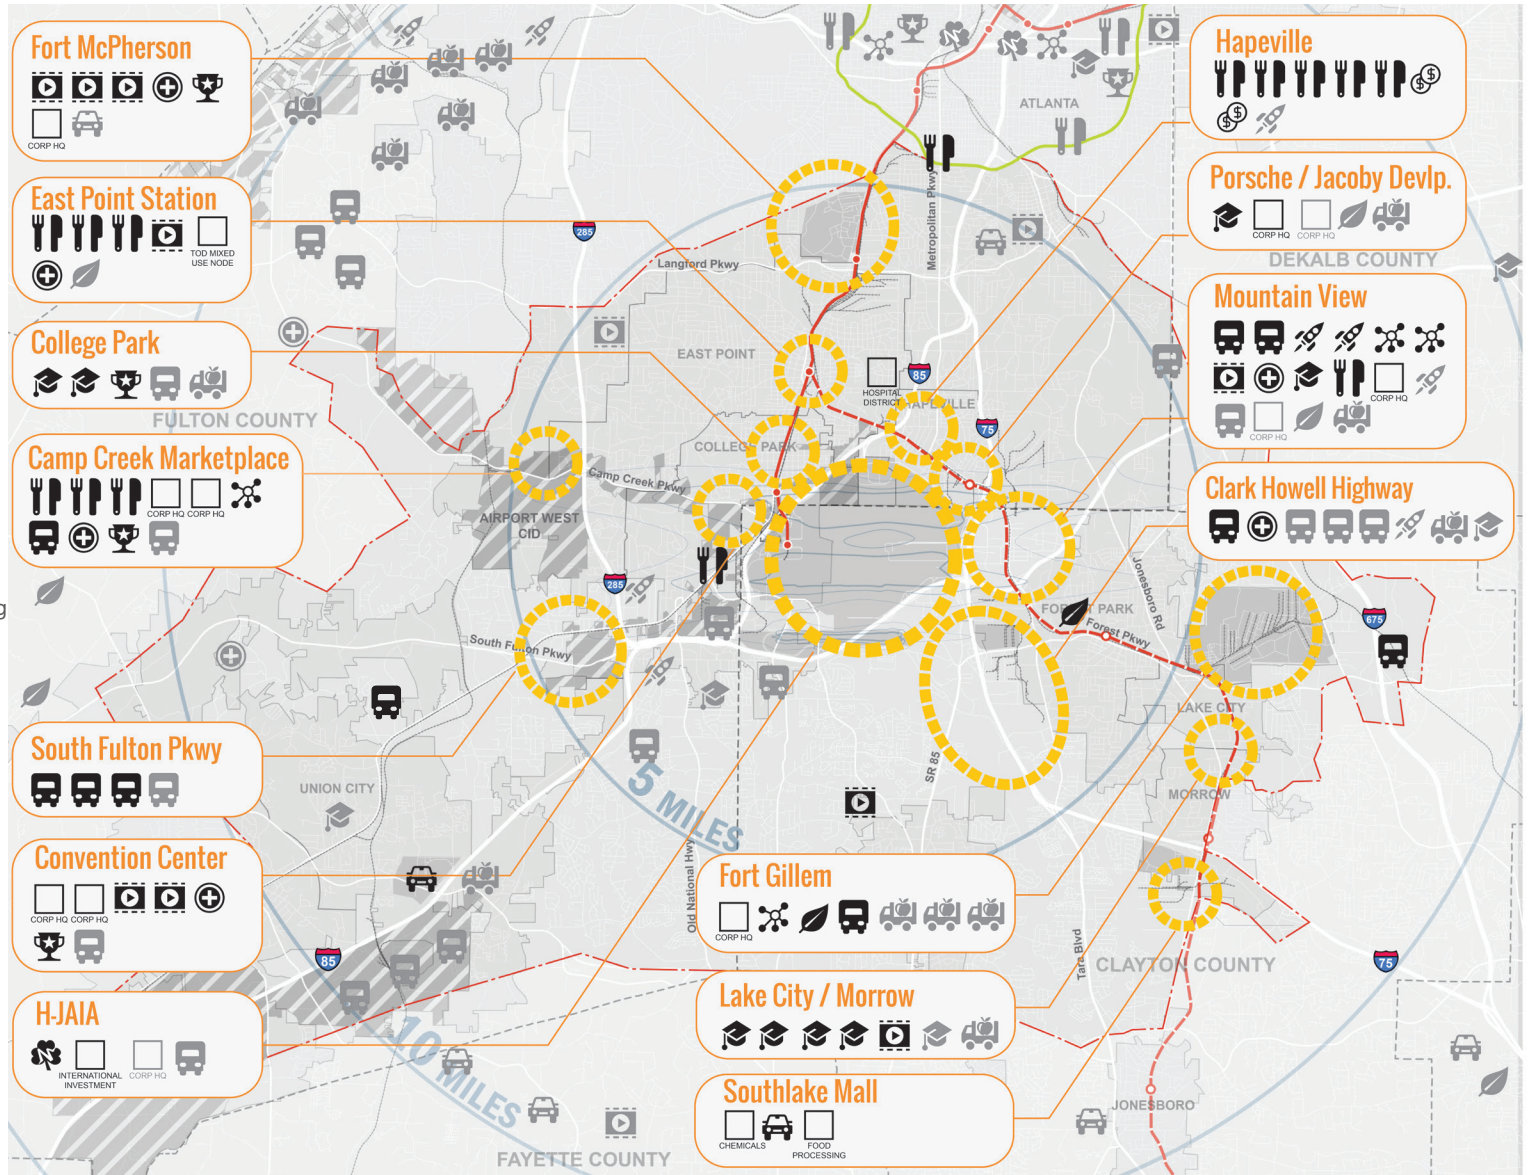 Fort McPherson
CORP HQ
East Point Station
TOD MIXED
USE NODE
College Park
FULTON COUNTY
Camp Creek Marketplace
CORP HQ CORP HQ
g
South Fulton Pkwy
UNION CITY
Convention Center
CORP HQ CORP HQ
H-JAIA
INTERNATIONAL
INVESTMENT
CORP HQ
ATLANTA
Metropolitan Pkwy
285
Langford Pkwy
EAST POINT
HOSPITAL
DISTRICT
85
HAPEVILLE
75
COLLEGE PARK
Camp Creek Pkwy
AIRPORT WEST
CID
285
South Fulton Pkwy
FOREST PARK
Forest Pkwy
Jonesboro Rd
675
LAKE CITY
MORROW
SR 85
5 MILES
Old National Hwy
85
10 MILES
Tara Blvd
CLAYTON COUNTY
75
JONESBORO
FAYETTE COUNTY
Hapeville
$ $
$ $
Porsche / Jacoby Devlp.
CORP HQ CORP HQ
DEKALB COUNTY
Mountain View
CORP HQ
CORP HQ
Clark Howell Highway
Fort Gillem
CORP HQ
Lake City / Morrow
Southlake Mall
CHEMICALS
FOOD
PROCESSING